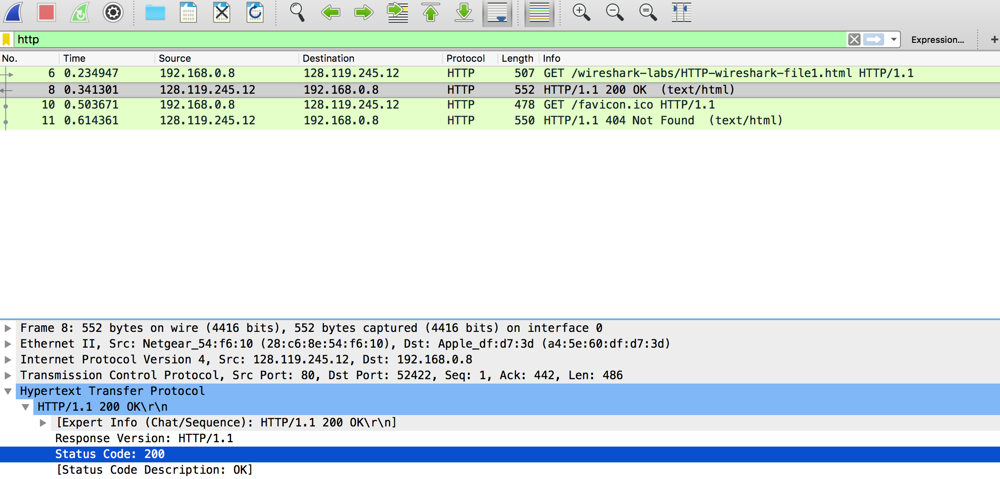 http
Expression...
+
No. Time Source Destination Protocol Length Info
6 0.234947 192.168.0.8 128.119.245.12 HTTP 507 GET /wireshark-labs/HTTP-wireshark-file1.html HTTP/1.1
8 0.341301 128.119.245.12 192.168.0.8 HTTP 552 HTTP/1.1 200 OK (text/html)
10 0.503671 192.168.0.8 128.119.245.12 HTTP 478 GET /favicon.ico HTTP/1.1
11 0.614361 128.119.245.12 192.168.0.8 HTTP 550 HTTP/1.1 404 Not Found (text/html)
Frame 8: 552 bytes on wire (4416 bits), 552 bytes captured (4416 bits) on interface 0
Ethernet II, Src: Netgear_54:f6:10 (28:c6:8e:54:f6:10), Dst: Apple_df:d7:3d (a4:5e:60:df:d7:3d)
Internet Protocol Version 4, Src: 128.119.245.12, Dst: 192.168.0.8
Transmission Control Protocol, Src Port: 80, Dst Port: 52422, Seq: 1, Ack: 442, Len: 486
Hypertext Transfer Protocol
HTTP/1.1 200 OK\r\n
[Expert Info (Chat/Sequence): HTTP/1.1 200 OK\r\n]
Response Version: HTTP/1.1
Status Code: 200
[Status Code Description: OK]